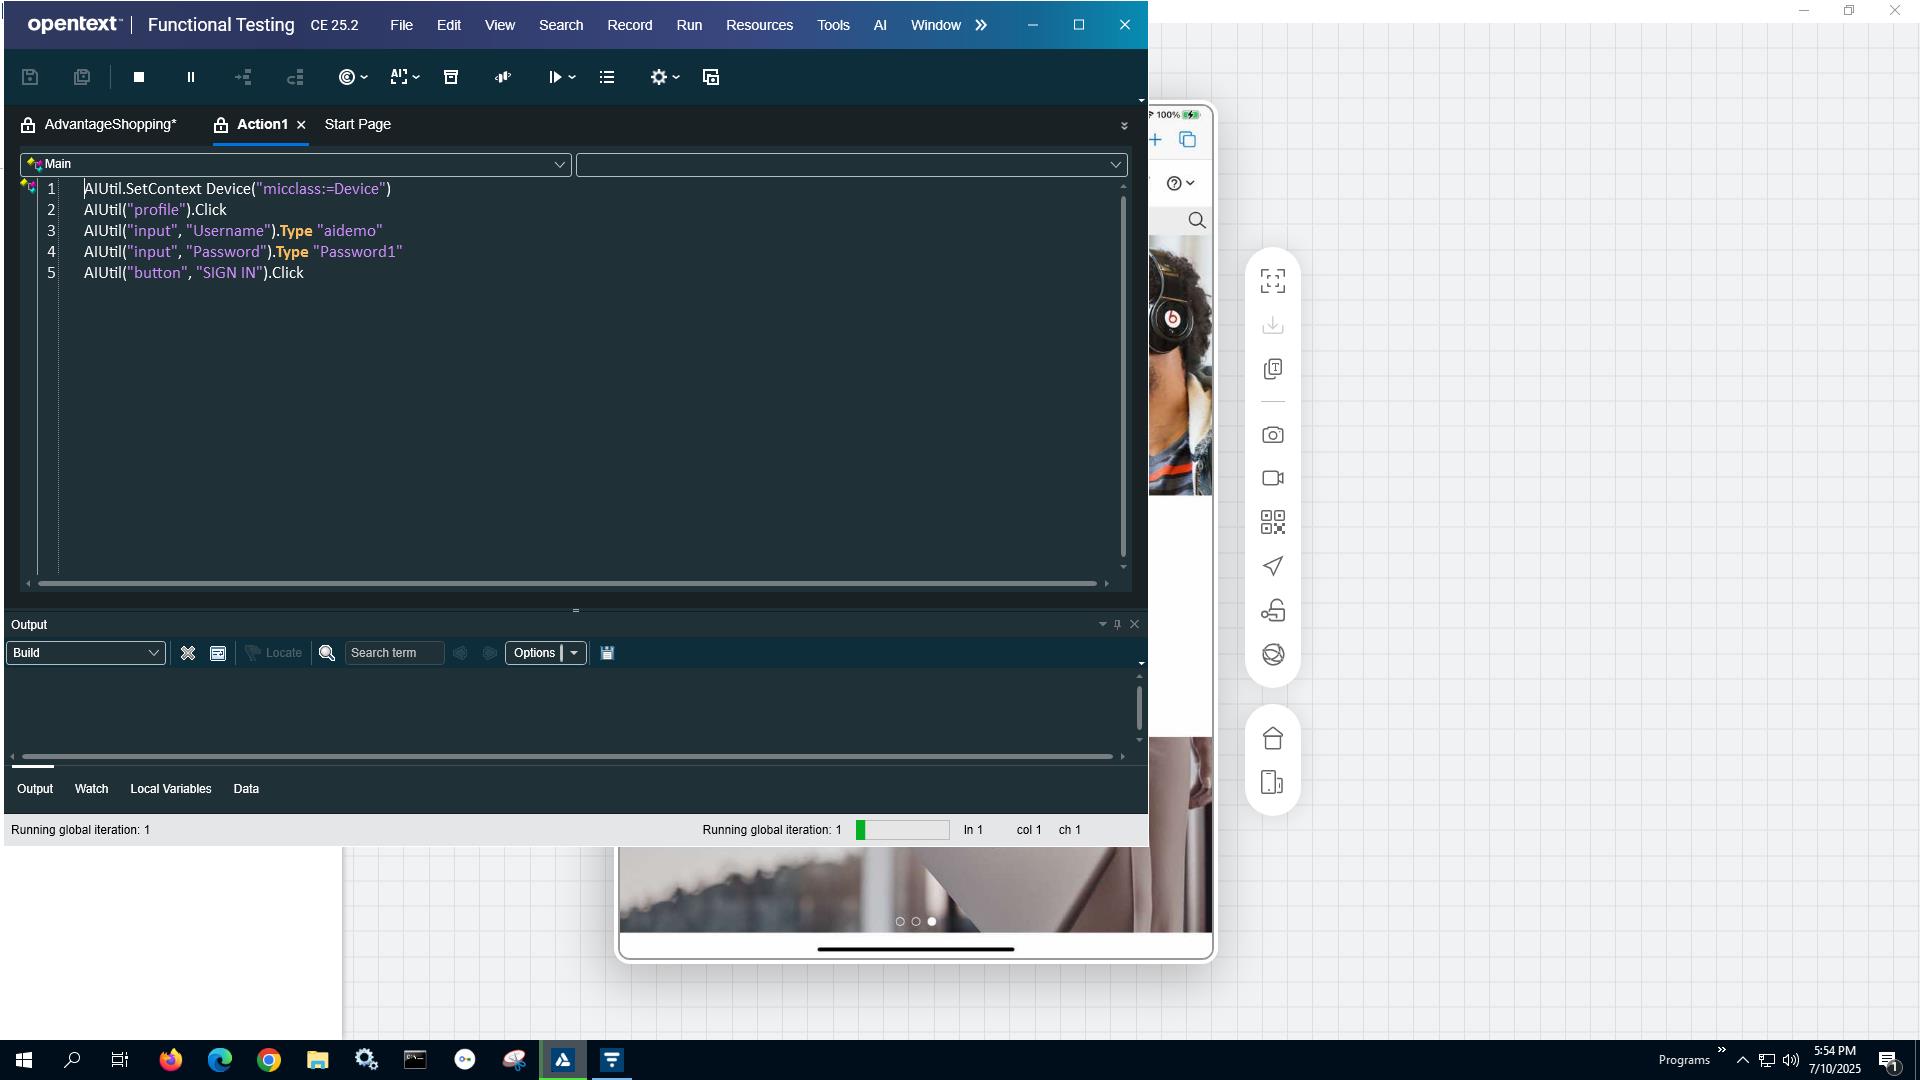 opentext™ | Functional Testing CE 25.2 File Edit View Search Record Run Resources Tools AI Window
AdvantageShopping* Action1 Start Page
Main
1 AIUtil.SetContext Device("micclass:=Device")
2 AIUtil("profile").Click
3 AIUtil("input", "Username").Type "aidemo"
4 AIUtil("input", "Password").Type "Password1"
5 AIUtil("button", "SIGN IN").Click
100%
Output
Build Locate Search term Options
Output Watch Local Variables Data
Running global iteration: 1 Running global iteration: 1 ln 1 col 1 ch 1
Programs
5:54 PM
7/10/2025
1